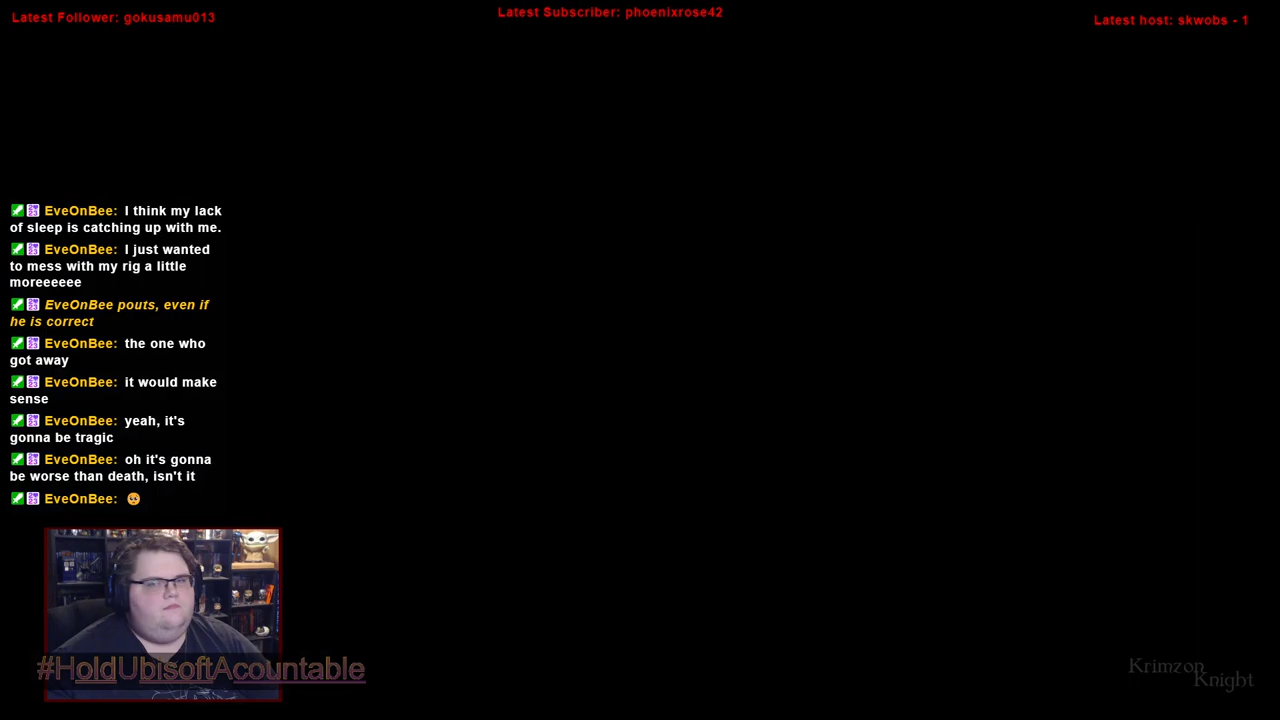 Latest Follower: gokusamu013
Latest Subscriber: phoenixrose42
Latest host: skwobs - 1
EveOnBee: I think my lack
of sleep is catching up with me.
EveOnBee: I just wanted
to mess with my rig a little
moreeeeee
EveOnBee pouts, even if
he is correct
EveOnBee: the one who
got away
EveOnBee: it would make
sense
EveOnBee: yeah, it's
gonna be tragic
EveOnBee: oh it's gonna
be worse than death, isn't it
EveOnBee: 🥺
#HoldUbisoftAcountable
Krimzon
Knight